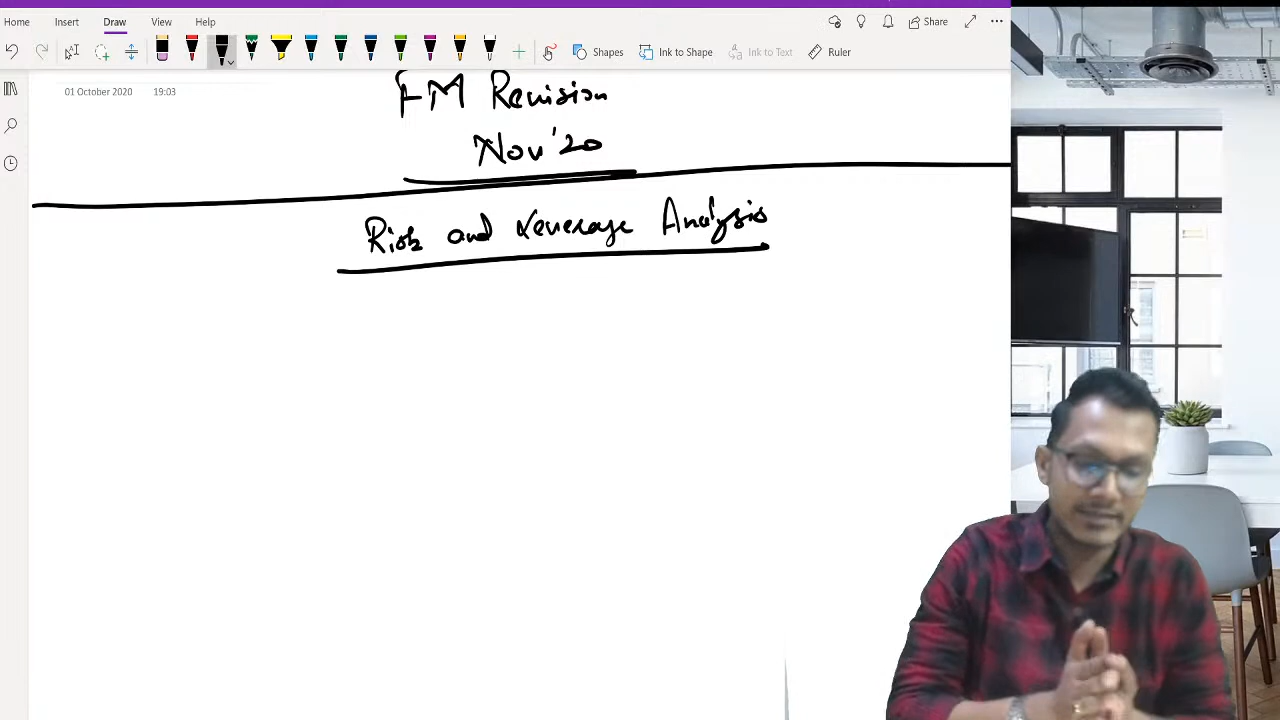 Home Insert Draw View Help Share
Shapes Ink to Shape Ink to Text Ruler
01 October 2020 19:03
FM Revision
Nov'20
Risk and Leverage Analysis